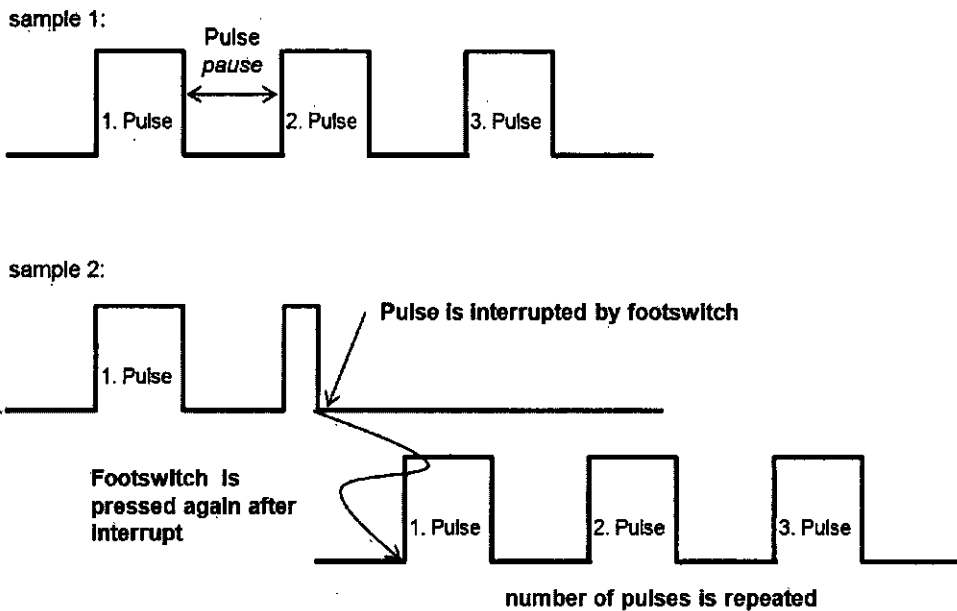 sample 1:
Pulse
pause
1. Pulse
2. Pulse
3. Pulse
sample 2:
Pulse is interrupted by footswitch
1. Pulse
Footswitch is
pressed again after
interrupt
1. Pulse
2. Pulse
3. Pulse
number of pulses is repeated